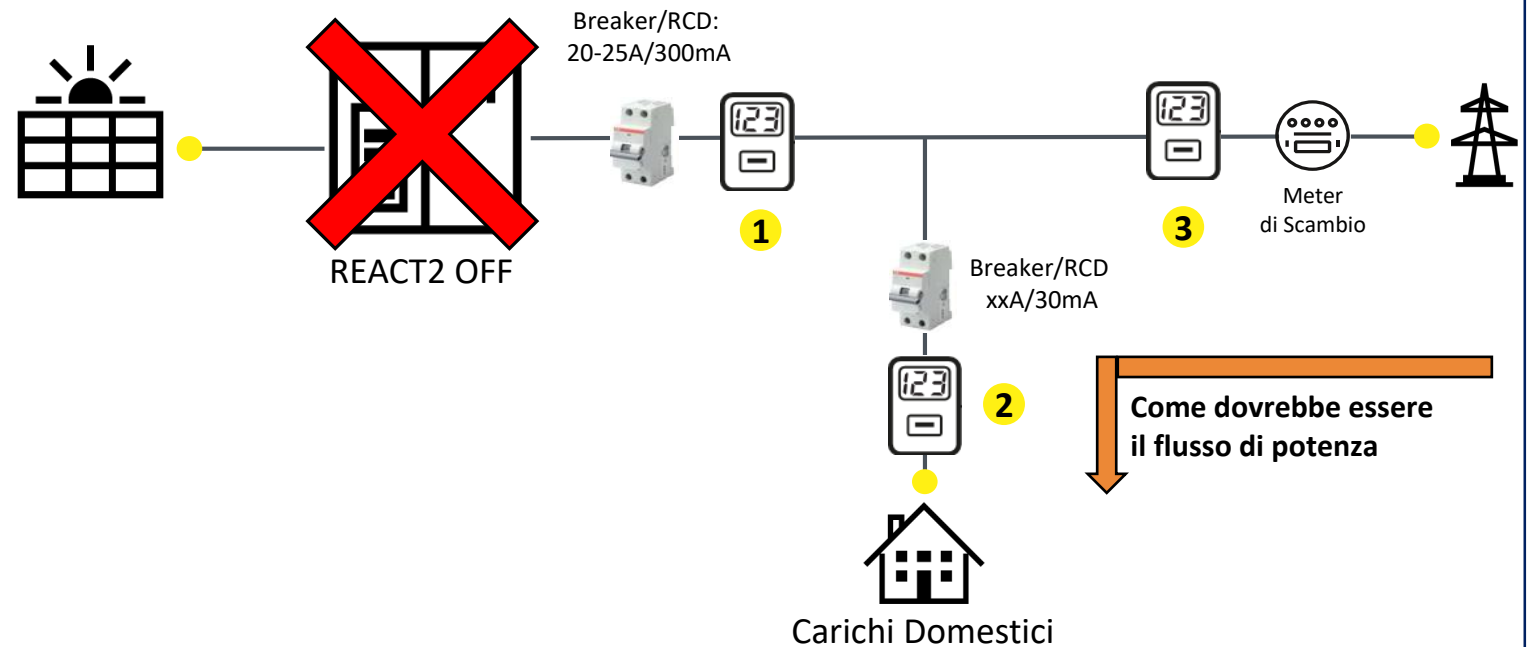 Breaker/RCD:
20-25A/300mA
123
1
REACT2 OFF
123
3
Meter
di Scambio
Breaker/RCD
xxA/30mA
123
2
Come dovrebbe essere
il flusso di potenza
Carichi Domestici